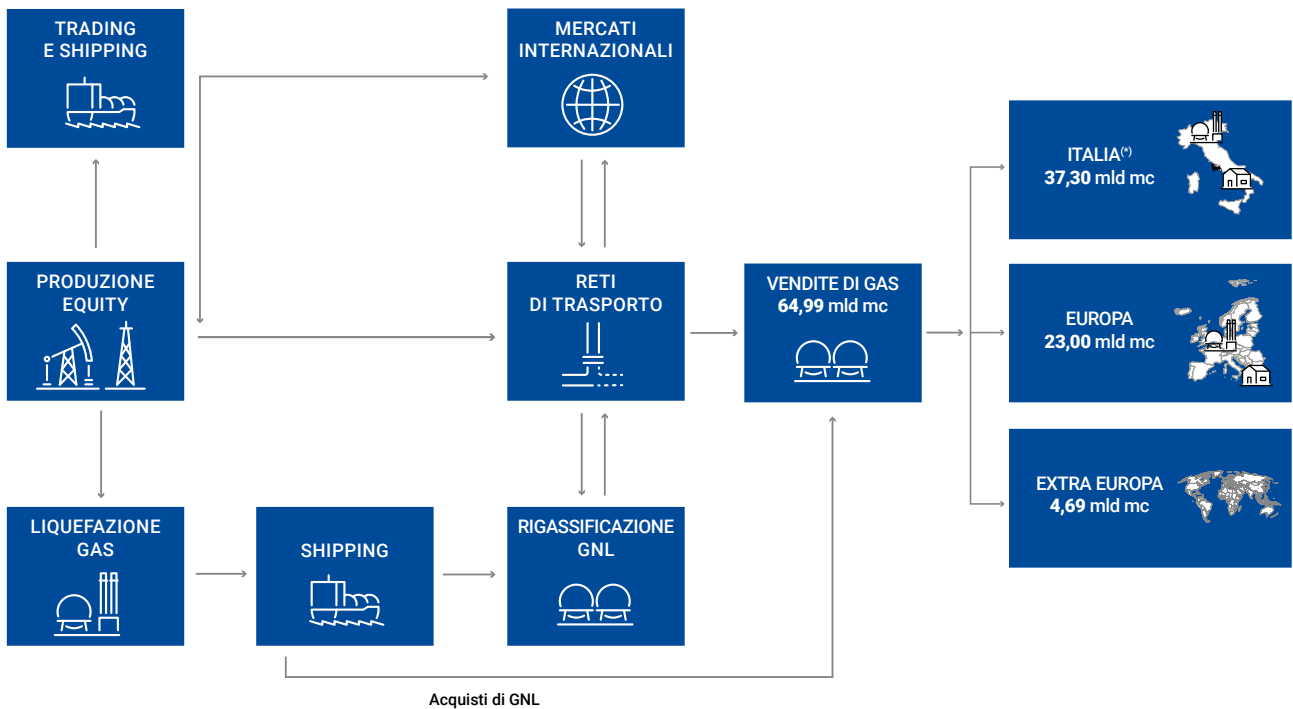 TRADING
E SHIPPING
MERCATI
INTERNAZIONALI
ITALIA(*)
37,30 mld mc
PRODUZIONE
EQUITY
RETI
DI TRASPORTO
VENDITE DI GAS
64,99 mld mc
EUROPA
23,00 mld mc
EXTRA EUROPA
4,69 mld mc
LIQUEFAZIONE
GAS
SHIPPING
RIGASSIFICAZIONE
GNL
Acquisti di GNL